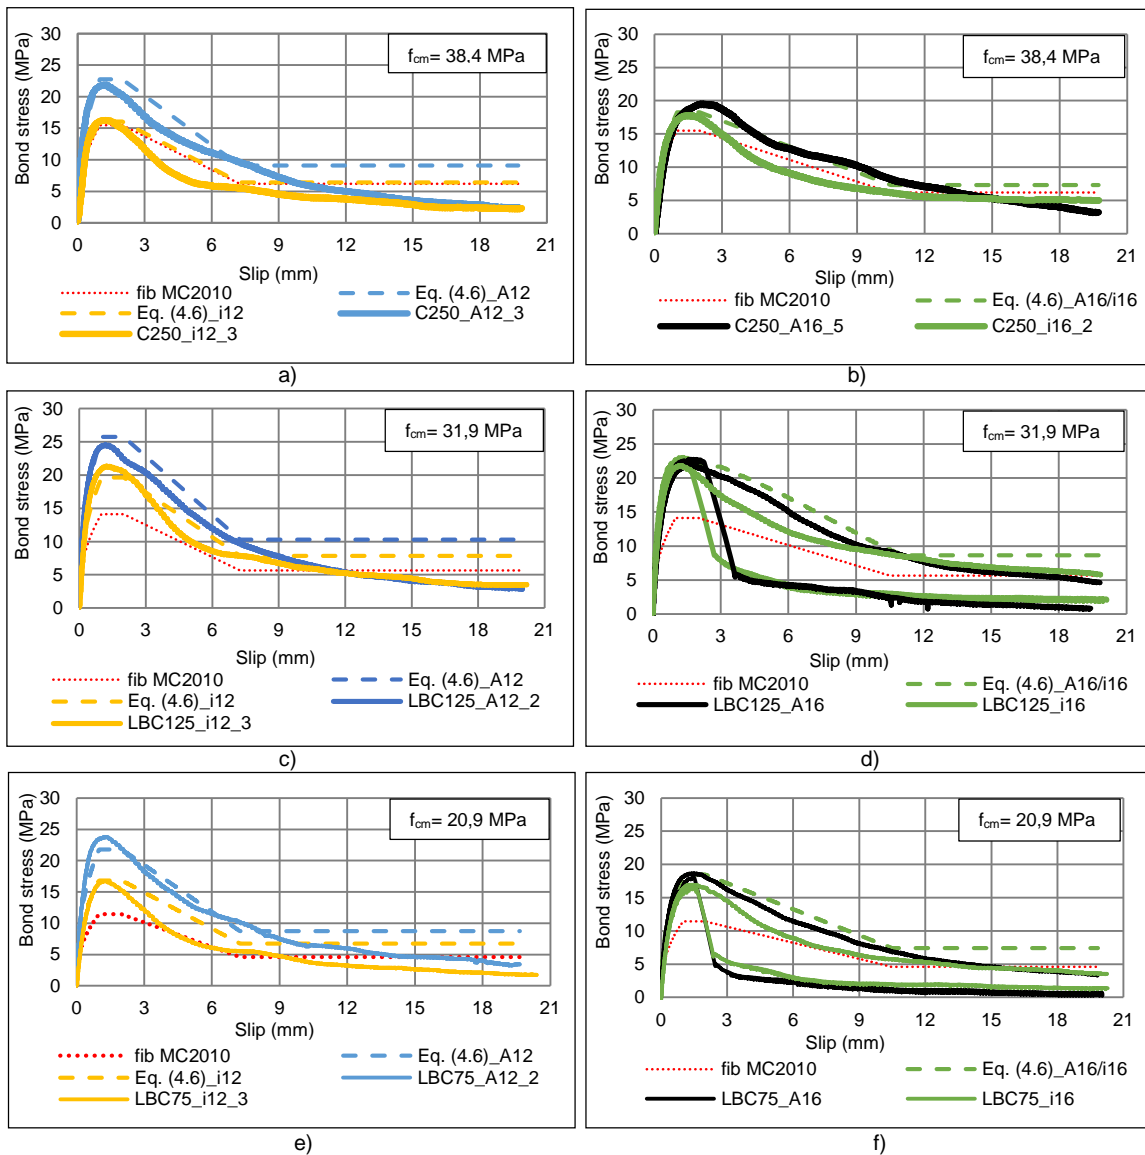 Bond stress (MPa)
30
25
20
15
10
5
0
f_cm= 38.4 MPa
0 3 6 9 12 15 18 21
Slip (mm)
fib MC2010
Eq. (4.6)_A12
Eq. (4.6)_i12
C250_A12_3
C250_i12_3
a)
Bond stress (MPa)
30
25
20
15
10
5
0
f_cm= 38,4 MPa
0 3 6 9 12 15 18 21
Slip (mm)
fib MC2010
Eq. (4.6)_A16/i16
C250_A16_5
C250_i16_2
b)
Bond stress (MPa)
30
25
20
15
10
5
0
f_cm= 31,9 MPa
0 3 6 9 12 15 18 21
Slip (mm)
fib MC2010
Eq. (4.6)_A12
Eq. (4.6)_i12
LBC125_A12_2
LBC125_i12_3
c)
Bond stress (MPa)
30
25
20
15
10
5
0
f_cm= 31,9 MPa
0 3 6 9 12 15 18 21
Slip (mm)
fib MC2010
Eq. (4.6)_A16/i16
LBC125_A16
LBC125_i16
d)
Bond stress (MPa)
30
25
20
15
10
5
0
f_cm= 20,9 MPa
0 3 6 9 12 15 18 21
Slip (mm)
fib MC2010
Eq. (4.6)_A12
Eq. (4.6)_i12
LBC75_A12_2
LBC75_i12_3
e)
Bond stress (MPa)
30
25
20
15
10
5
0
f_cm= 20,9 MPa
0 3 6 9 12 15 18 21
Slip (mm)
fib MC2010
Eq. (4.6)_A16/i16
LBC75_A16
LBC75_i16
f)